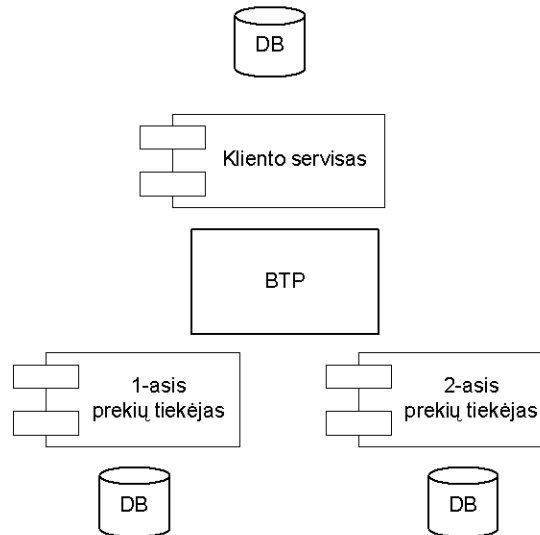 DB
Kliento servisas
BTP
1-asis
prekių tiekėjas
2-asis
prekių tiekėjas
DB
DB